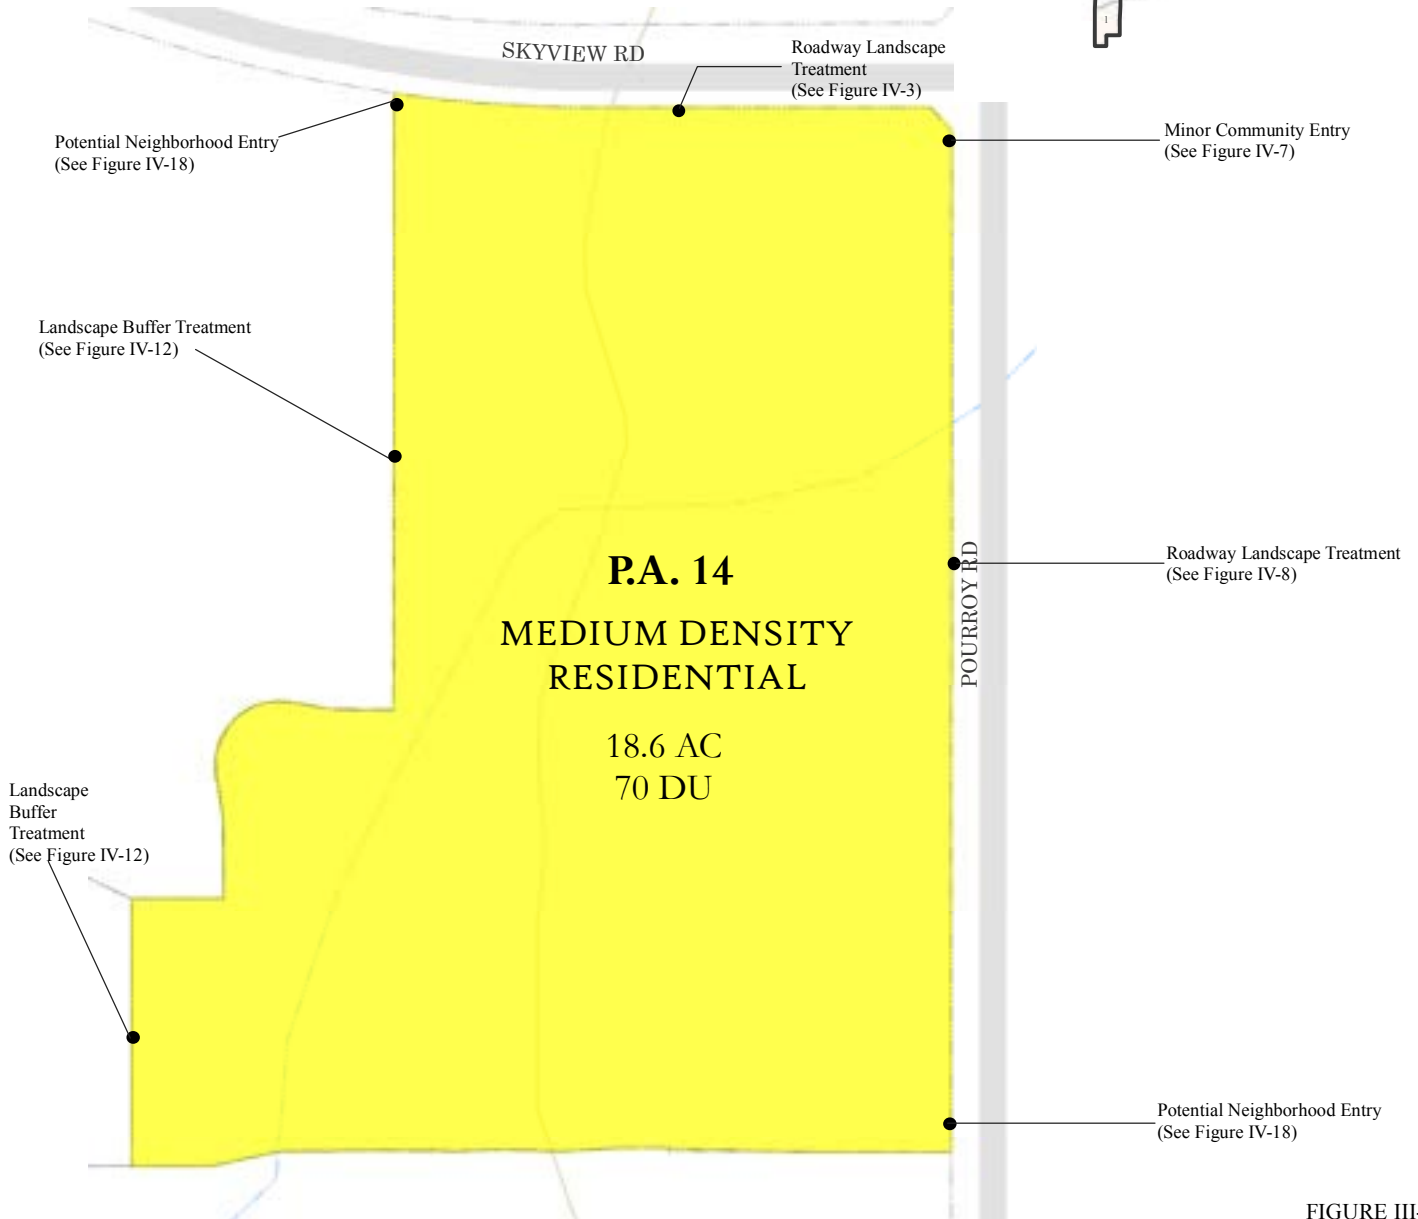 1
SKYVIEW RD
Roadway Landscape
Treatment
(See Figure IV-3)
Potential Neighborhood Entry
(See Figure IV-18)
Minor Community Entry
(See Figure IV-7)
Landscape Buffer Treatment
(See Figure IV-12)
P.A. 14
MEDIUM DENSITY
RESIDENTIAL
18.6 AC
70 DU
POURROY RD
Roadway Landscape Treatment
(See Figure IV-8)
Landscape
Buffer
Treatment
(See Figure IV-12)
Potential Neighborhood Entry
(See Figure IV-18)
FIGURE III-